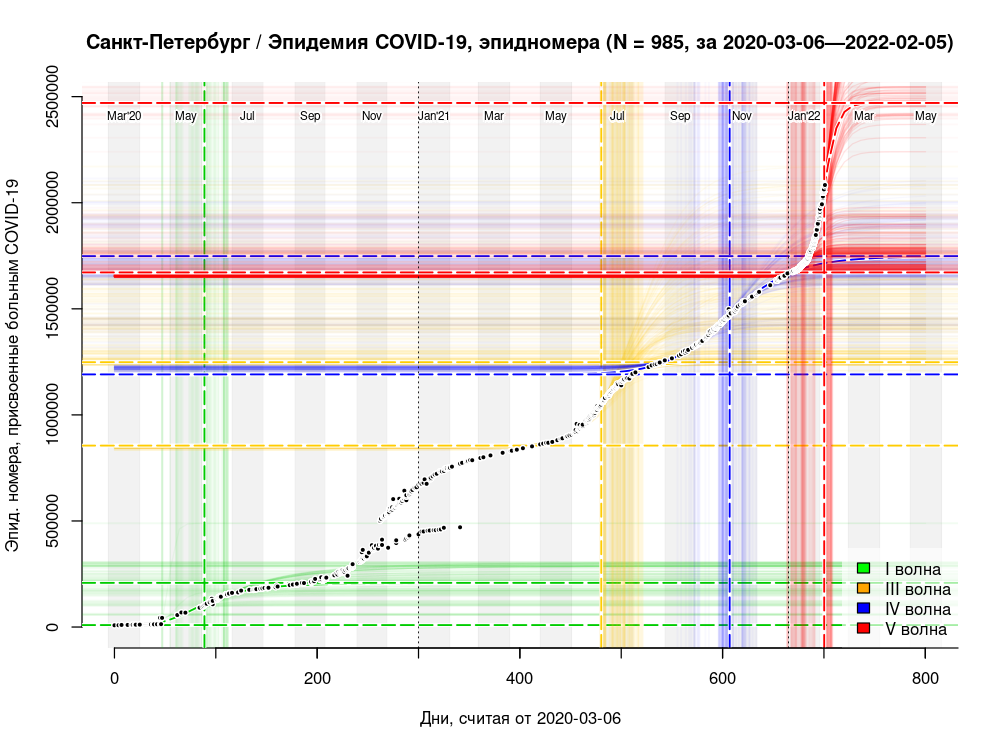 Санкт-Петербург / Эпидемия COVID-19, эпидномера (N = 985, за 2020-03-06—2022-02-05)
Mar'20 May Jul Sep Nov Jan'21 Mar May Jul Sep Nov Jan'22 Mar May
Эпид. номера, присвоенные больным COVID-19
2500000
2000000
1500000
1000000
500000
0
I волна
III волна
IV волна
V волна
0 200 400 600 800
Дни, считая от 2020-03-06